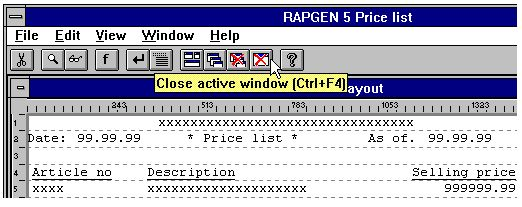 RAPGEN 5 Price list
File Edit View Window Help
f ?
Close active window (Ctrl+F4)
ayout
243 513 783 1053 1323
1 xxxxxxxxxxxxxxxxxxxxxxxxxxxxxxxx
2 Date: 99.99.99 * Price list * As of. 99.99.99
3
4 Article no Description Selling price
5 xxxx xxxxxxxxxxxxxxxxxxxx 999999.99